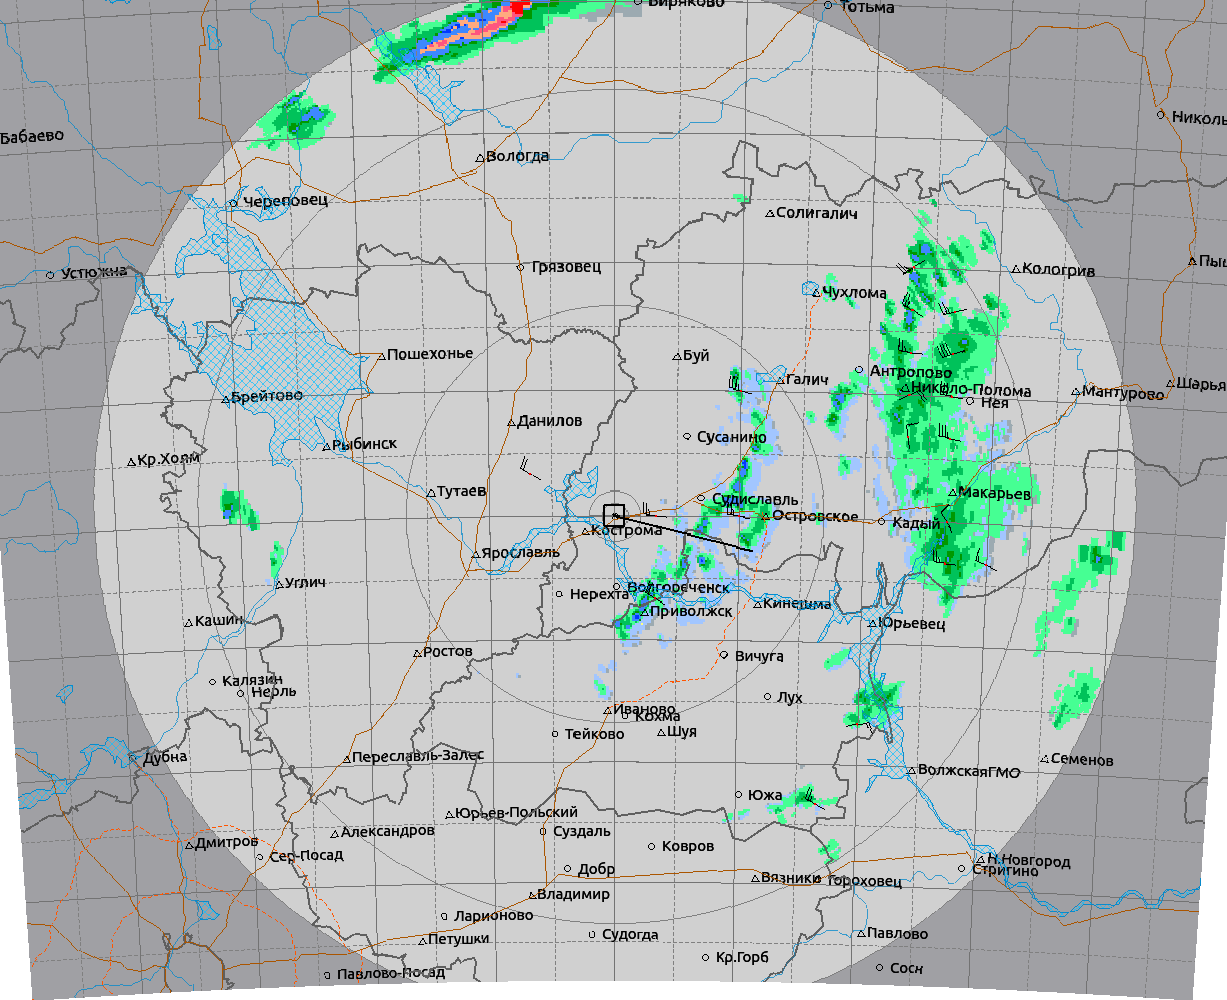 Биряково
Тотьма
Николь
Бабаево
Вологда
Череповец
Солигалич
Грязовец
Устюжна
Кологрив
Пыщ
Чухлома
Пошехонье
Буй
Антропово
Галич
Николо-Полома
Шарья
Мантурово
Нея
Брейтово
Данилов
Сусанино
Рыбинск
Кр.Холм
Тутаев
Макарьев
Судиславль
Островское
Кадый
Кострома
Ярославль
Углич
Волгореченск
Нерехта
Кинешма
Приволжск
Кашин
Юрьевец
Ростов
Вичуга
Калязин
Нерль
Лух
Иваново
Кохма
Тейково
Шуя
Переславль-Залес
Дубна
Семенов
ВолжскаяГМО
Южа
Юрьев-Польский
Александров
Суздаль
Дмитров
Ковров
Сер-Посад
Н.Новгород
Стригино
Добр
Вязники
Гороховец
Владимир
Ларионово
Петушки
Судогда
Павлово
Кр.Горб
Сосн
Павлово-Посад